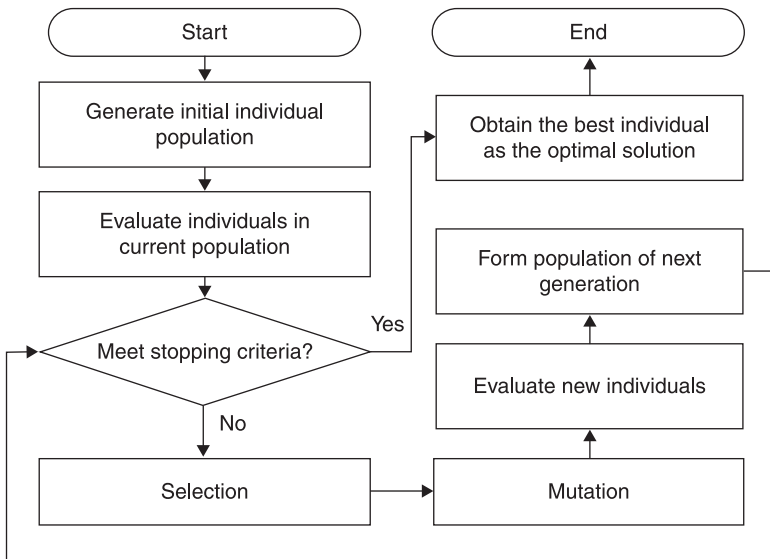 Start
Generate initial individual
population
Evaluate individuals in
current population
Meet stopping criteria?
Yes
No
Selection
Mutation
Evaluate new individuals
Form population of next
generation
Obtain the best individual
as the optimal solution
End